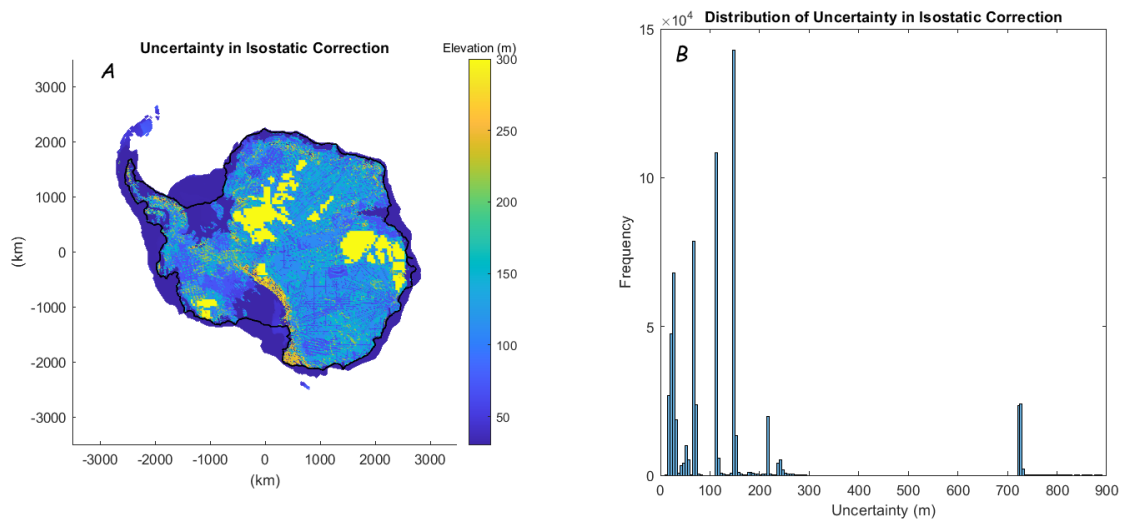 Uncertainty in Isostatic Correction
Elevation (m)
A
300
250
200
150
100
50
3000
2000
1000
0
-1000
-2000
-3000
(km)
-3000 -2000 -1000 0 1000 2000 3000
(km)
Distribution of Uncertainty in Isostatic Correction
×10⁴
B
15
10
5
0
Frequency
0 100 200 300 400 500 600 700 800 900
Uncertainty (m)